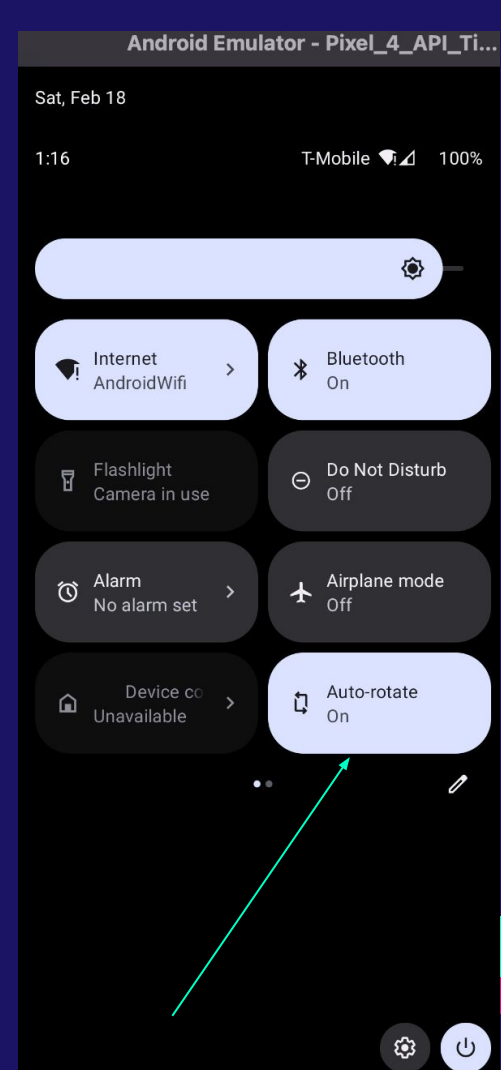 Android Emulator - Pixel_4_API_Ti...
Sat, Feb 18
1:16 T-Mobile 100%
Internet
AndroidWifi
Bluetooth
On
Flashlight
Camera in use
Do Not Disturb
Off
Alarm
No alarm set
Airplane mode
Off
Device co
Unavailable
Auto-rotate
On